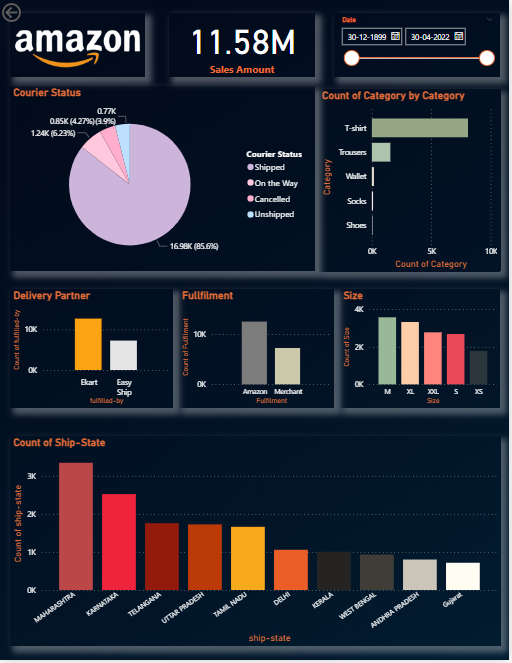 amazon
11.58M
Sales Amount
Date
30-12-1899
30-04-2022
Courier Status
0.77K
0.85K (4.27%)(3.9%)
1.24K (6.23%)
16.98K (85.6%)
Courier Status
Shipped
On the Way
Cancelled
Unshipped
Count of Category by Category
Category
T-shirt
Trousers
Wallet
Socks
Shoes
0K 5K 10K
Count of Category
Delivery Partner
Count of fulfilled-by
10K
0K
Ekart
Easy
Ship
fulfilled-by
Fullfilment
Count of Fulfilment
10K
0K
Amazon Merchant
Fulfilment
Size
Count of Size
4K
2K
0K
M XL XXL S XS
Size
Count of Ship-State
Count of ship-state
3K
2K
1K
0K
MAHARASHTRA
KARNATAKA
TELANGANA
UTTAR PRADESH
TAMIL NADU
DELHI
KERALA
WEST BENGAL
ANDHRA PRADESH
Gujarat
ship-state